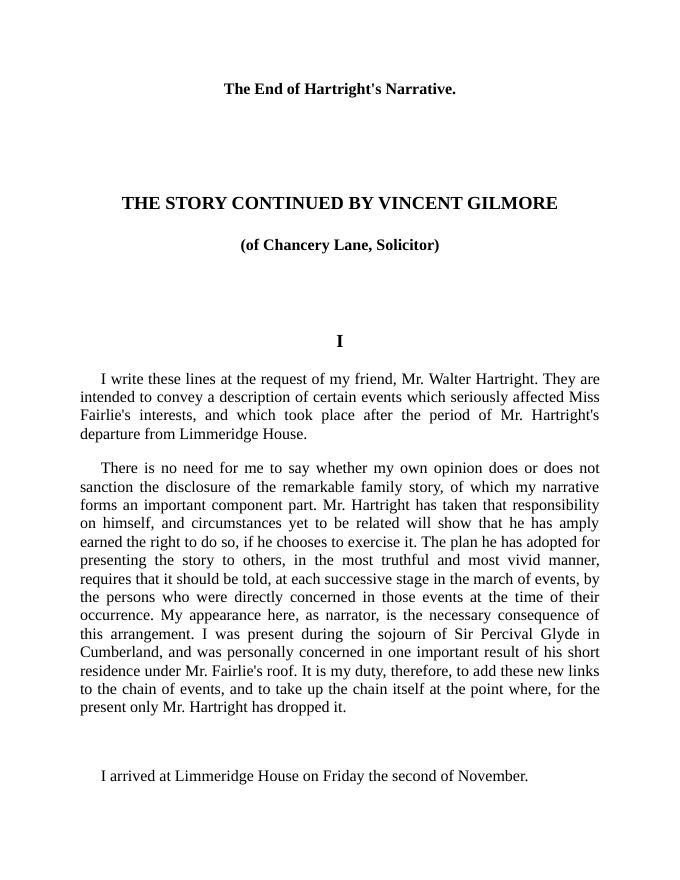 The End of Hartright's Narrative.
THE STORY CONTINUED BY VINCENT GILMORE
(of Chancery Lane, Solicitor)
I
I write these lines at the request of my friend, Mr. Walter Hartright. They are
intended to convey a description of certain events which seriously affected Miss
Fairlie's interests, and which took place after the period of Mr. Hartright's
departure from Limmeridge House.
There is no need for me to say whether my own opinion does or does not
sanction the disclosure of the remarkable family story, of which my narrative
forms an important component part. Mr. Hartright has taken that responsibility
on himself, and circumstances yet to be related will show that he has amply
earned the right to do so, if he chooses to exercise it. The plan he has adopted for
presenting the story to others, in the most truthful and most vivid manner,
requires that it should be told, at each successive stage in the march of events, by
the persons who were directly concerned in those events at the time of their
occurrence. My appearance here, as narrator, is the necessary consequence of
this arrangement. I was present during the sojourn of Sir Percival Glyde in
Cumberland, and was personally concerned in one important result of his short
residence under Mr. Fairlie's roof. It is my duty, therefore, to add these new links
to the chain of events, and to take up the chain itself at the point where, for the
present only Mr. Hartright has dropped it.
I arrived at Limmeridge House on Friday the second of November.